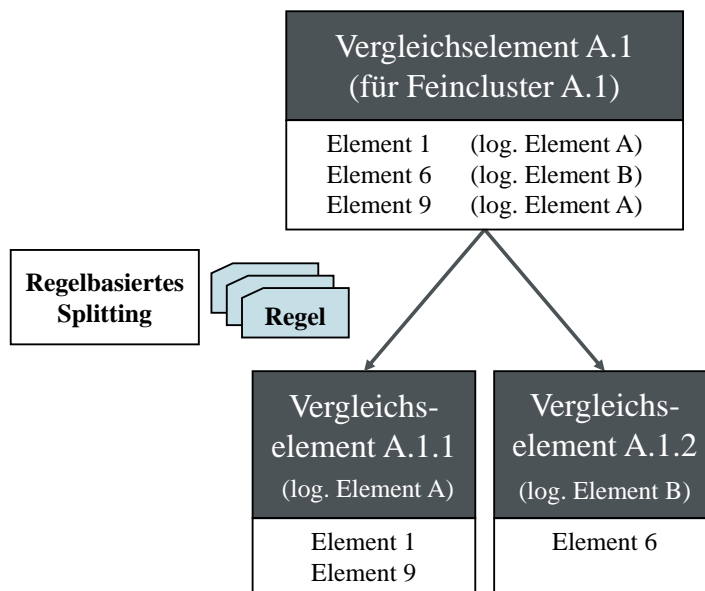 Vergleichselement A.1
(für Feincluster A.1)
Element 1 (log. Element A)
Element 6 (log. Element B)
Element 9 (log. Element A)
Regelbasiertes
Splitting
Regel
Vergleichs-
element A.1.1
(log. Element A)
Element 1
Element 9
Vergleichs-
element A.1.2
(log. Element B)
Element 6